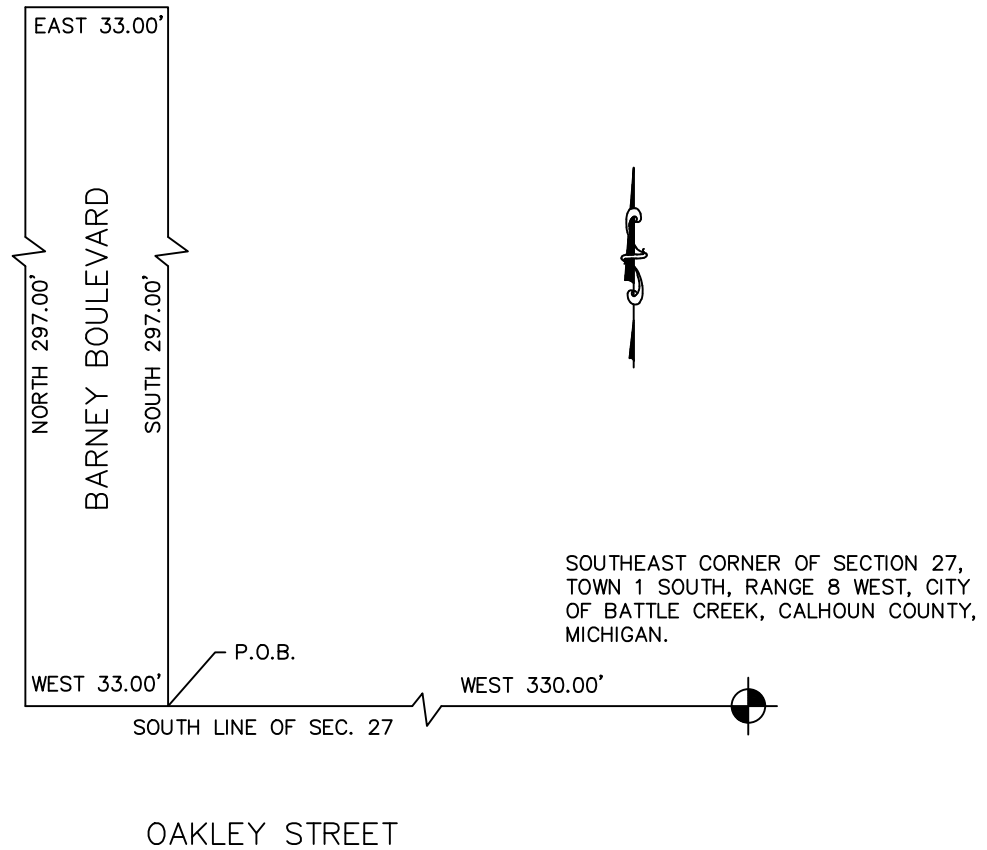 EAST 33.00'
BARNEY BOULEVARD
NORTH 297.00'
SOUTH 297.00'
SOUTHEAST CORNER OF SECTION 27,
TOWN 1 SOUTH, RANGE 8 WEST, CITY
OF BATTLE CREEK, CALHOUN COUNTY,
MICHIGAN.
P.O.B.
WEST 33.00'
WEST 330.00'
SOUTH LINE OF SEC. 27
OAKLEY STREET